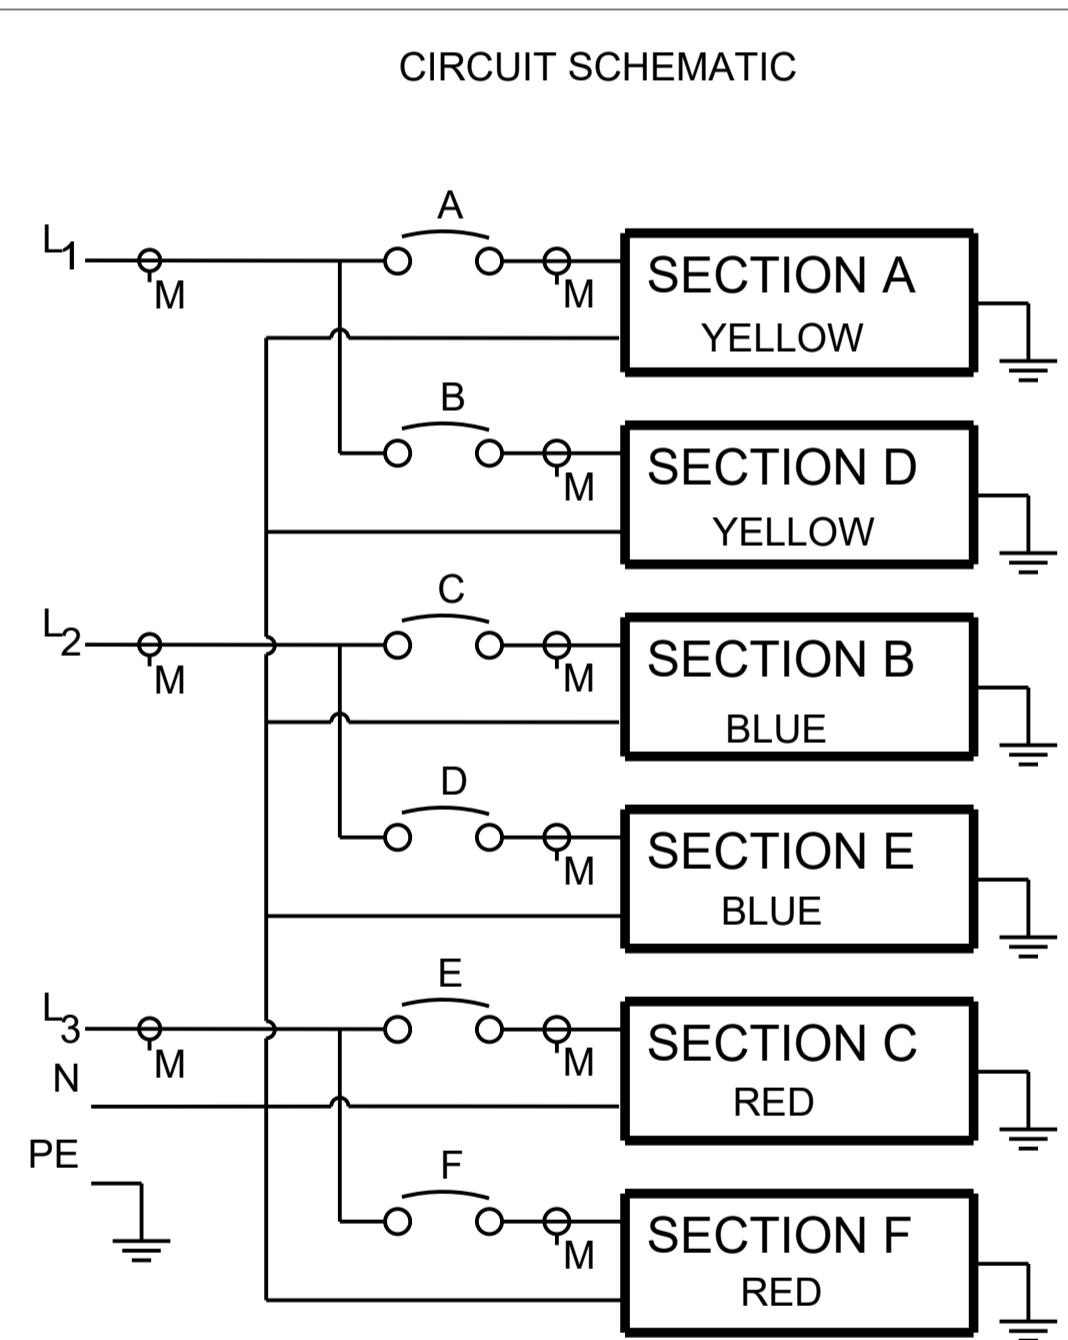 CIRCUIT SCHEMATIC
A
L1
M
M
SECTION A
YELLOW
B
M
SECTION D
YELLOW
C
L2
M
M
SECTION B
BLUE
D
M
SECTION E
BLUE
E
L3
M
M
SECTION C
N
RED
PE
F
M
SECTION F
RED